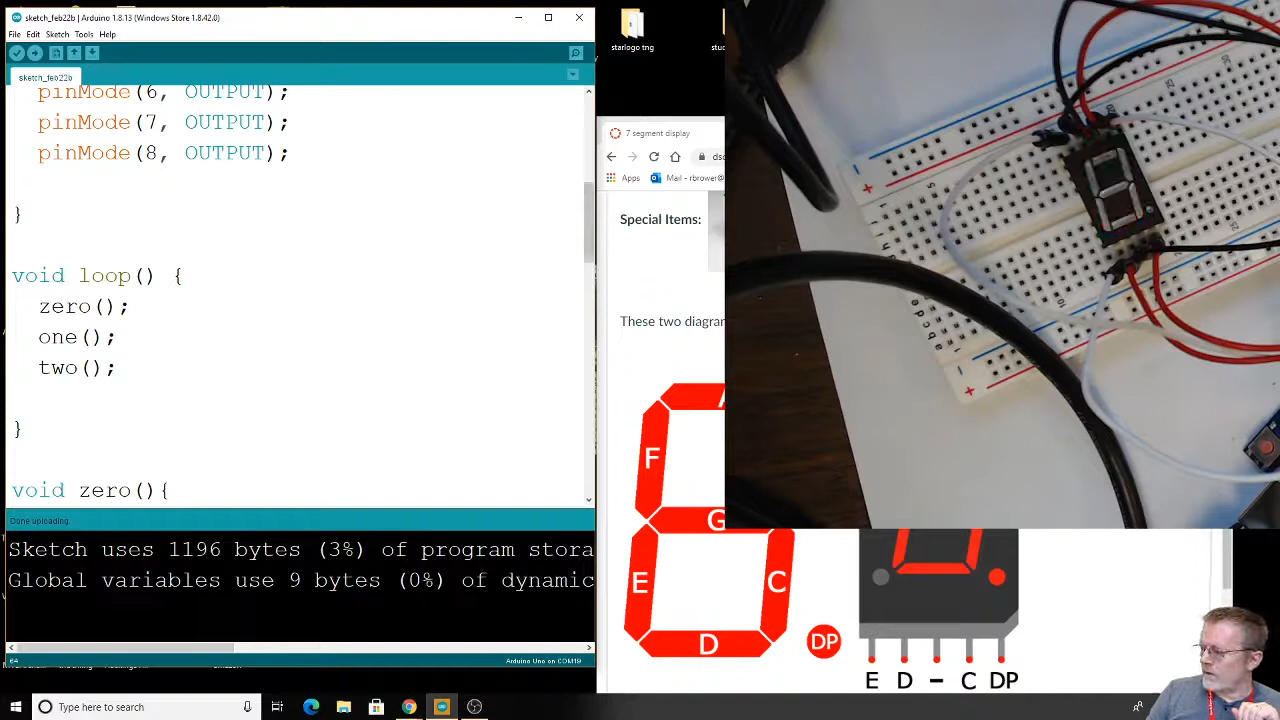 sketch_feb22b | Arduino 1.8.13 (Windows Store 1.8.42.0)
File Edit Sketch Tools Help
sketch_feb22b
pinMode(6, OUTPUT);
pinMode(7, OUTPUT);
pinMode(8, OUTPUT);
}
void loop() {
zero();
one();
two();
}
void zero(){
Done uploading.
Sketch uses 1196 bytes (3%) of program stora
Global variables use 9 bytes (0%) of dynamic
64
Arduino Uno on COM19
Type here to search
starlogo tng
7 segment display
Apps
Mail - rbrower@
Special Items:
These two diagra
F
G
E
C
D
DP
E D - C DP